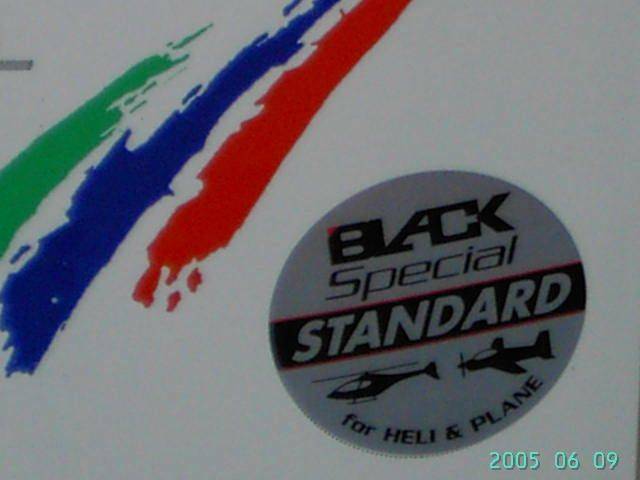 BLACK
Special
STANDARD
for HELI & PLANE
2005 06 09